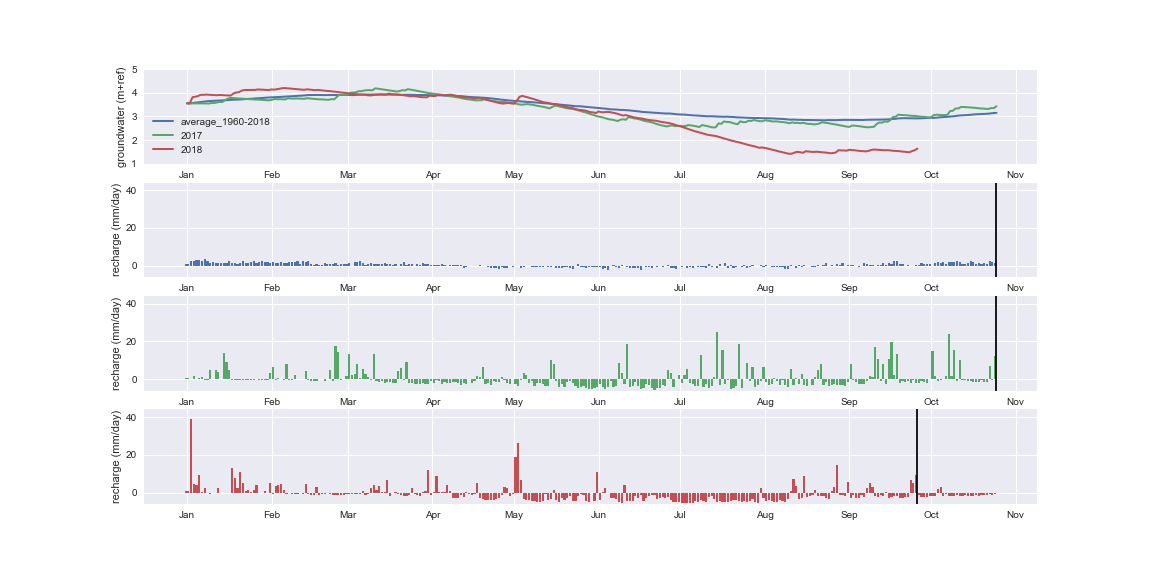 groundwater (m+ref)
5
4
3
2
1
average_1960-2018
2017
2018
Jan Feb Mar Apr May Jun Jul Aug Sep Oct Nov
recharge (mm/day)
40
20
0
Jan Feb Mar Apr May Jun Jul Aug Sep Oct Nov
recharge (mm/day)
40
20
0
Jan Feb Mar Apr May Jun Jul Aug Sep Oct Nov
recharge (mm/day)
40
20
0
Jan Feb Mar Apr May Jun Jul Aug Sep Oct Nov